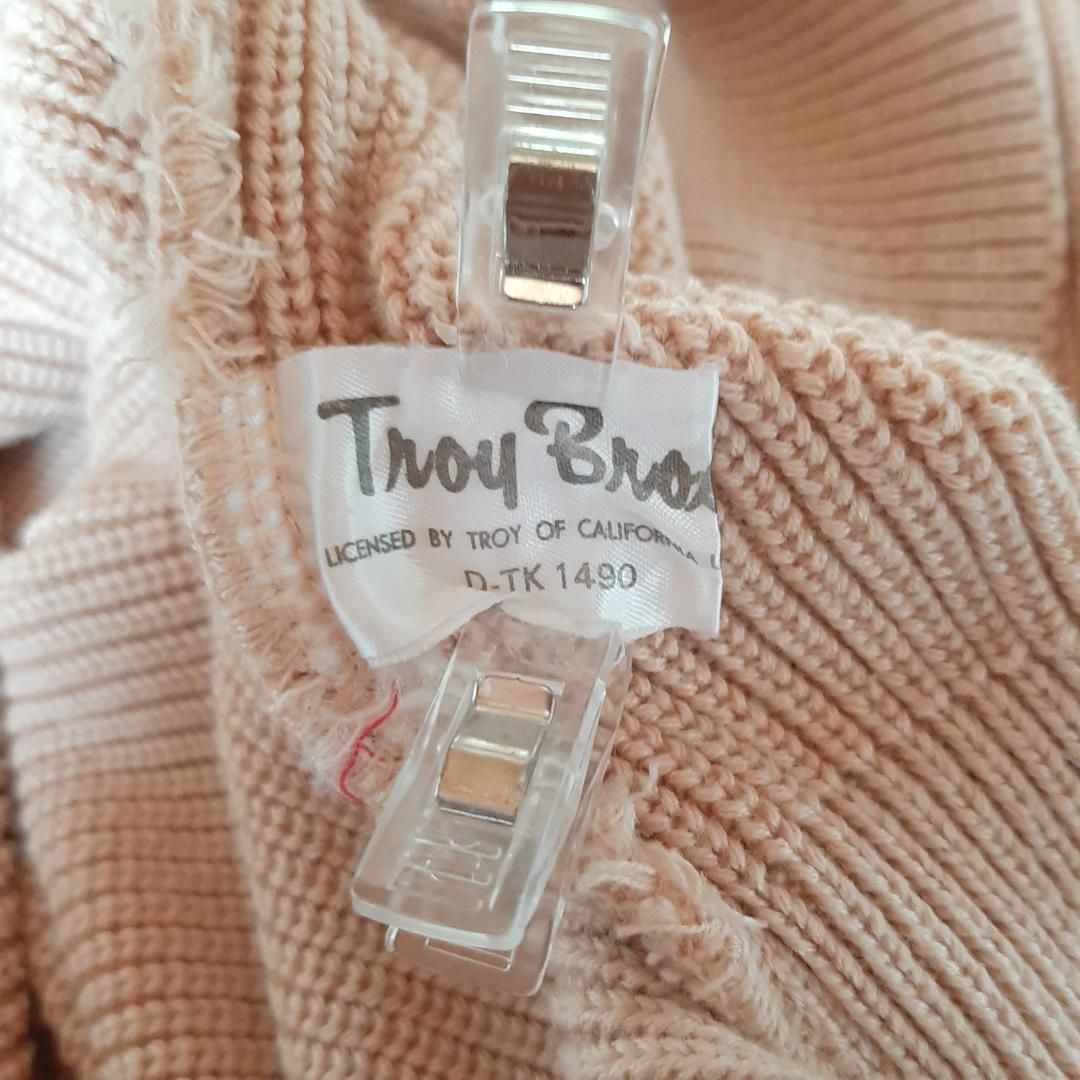 Troy Bro
LICENSED BY TROY OF CALIFORNIA
D-TK 1490